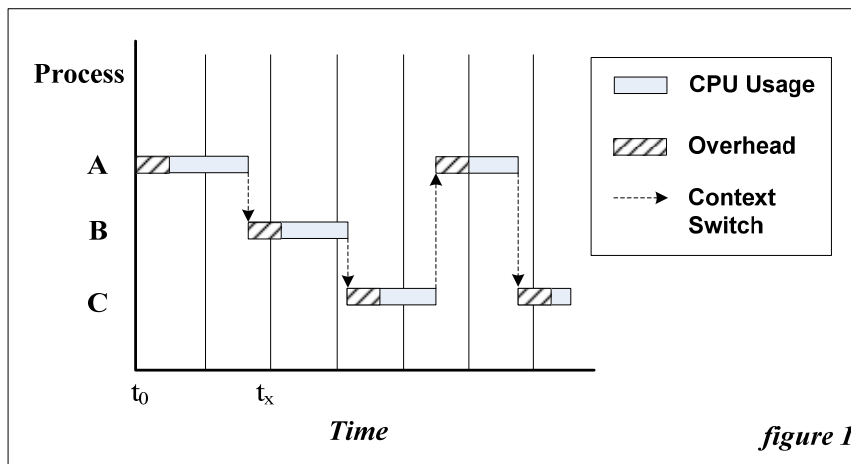 Process
CPU Usage
Overhead
Context
Switch
A
B
C
t0
tx
Time
figure 1